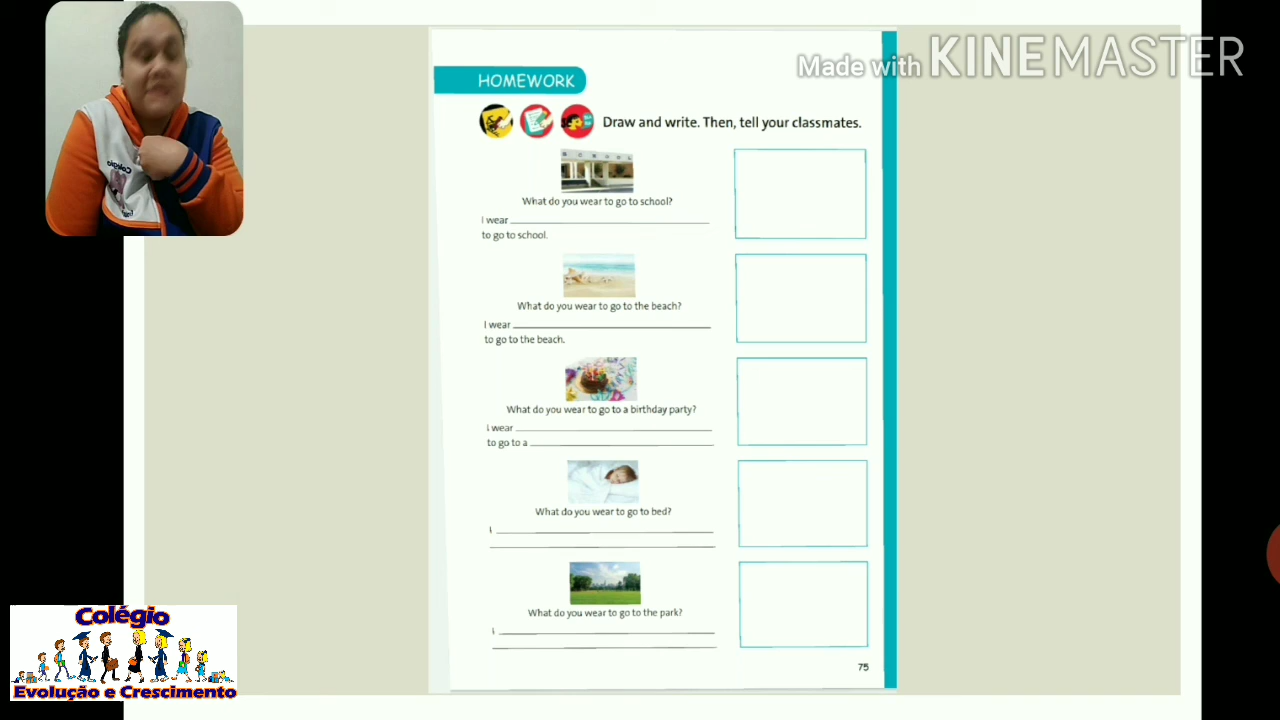 Made with KINEMASTER
HOMEWORK
Draw and write. Then, tell your classmates.
What do you wear to go to school?
I wear
to go to school.
What do you wear to go to the beach?
I wear
to go to the beach.
What do you wear to go to a birthday party?
I wear
to go to a
What do you wear to go to bed?
I
What do you wear to go to the park?
I
75
Colégio
Evolução e Crescimento